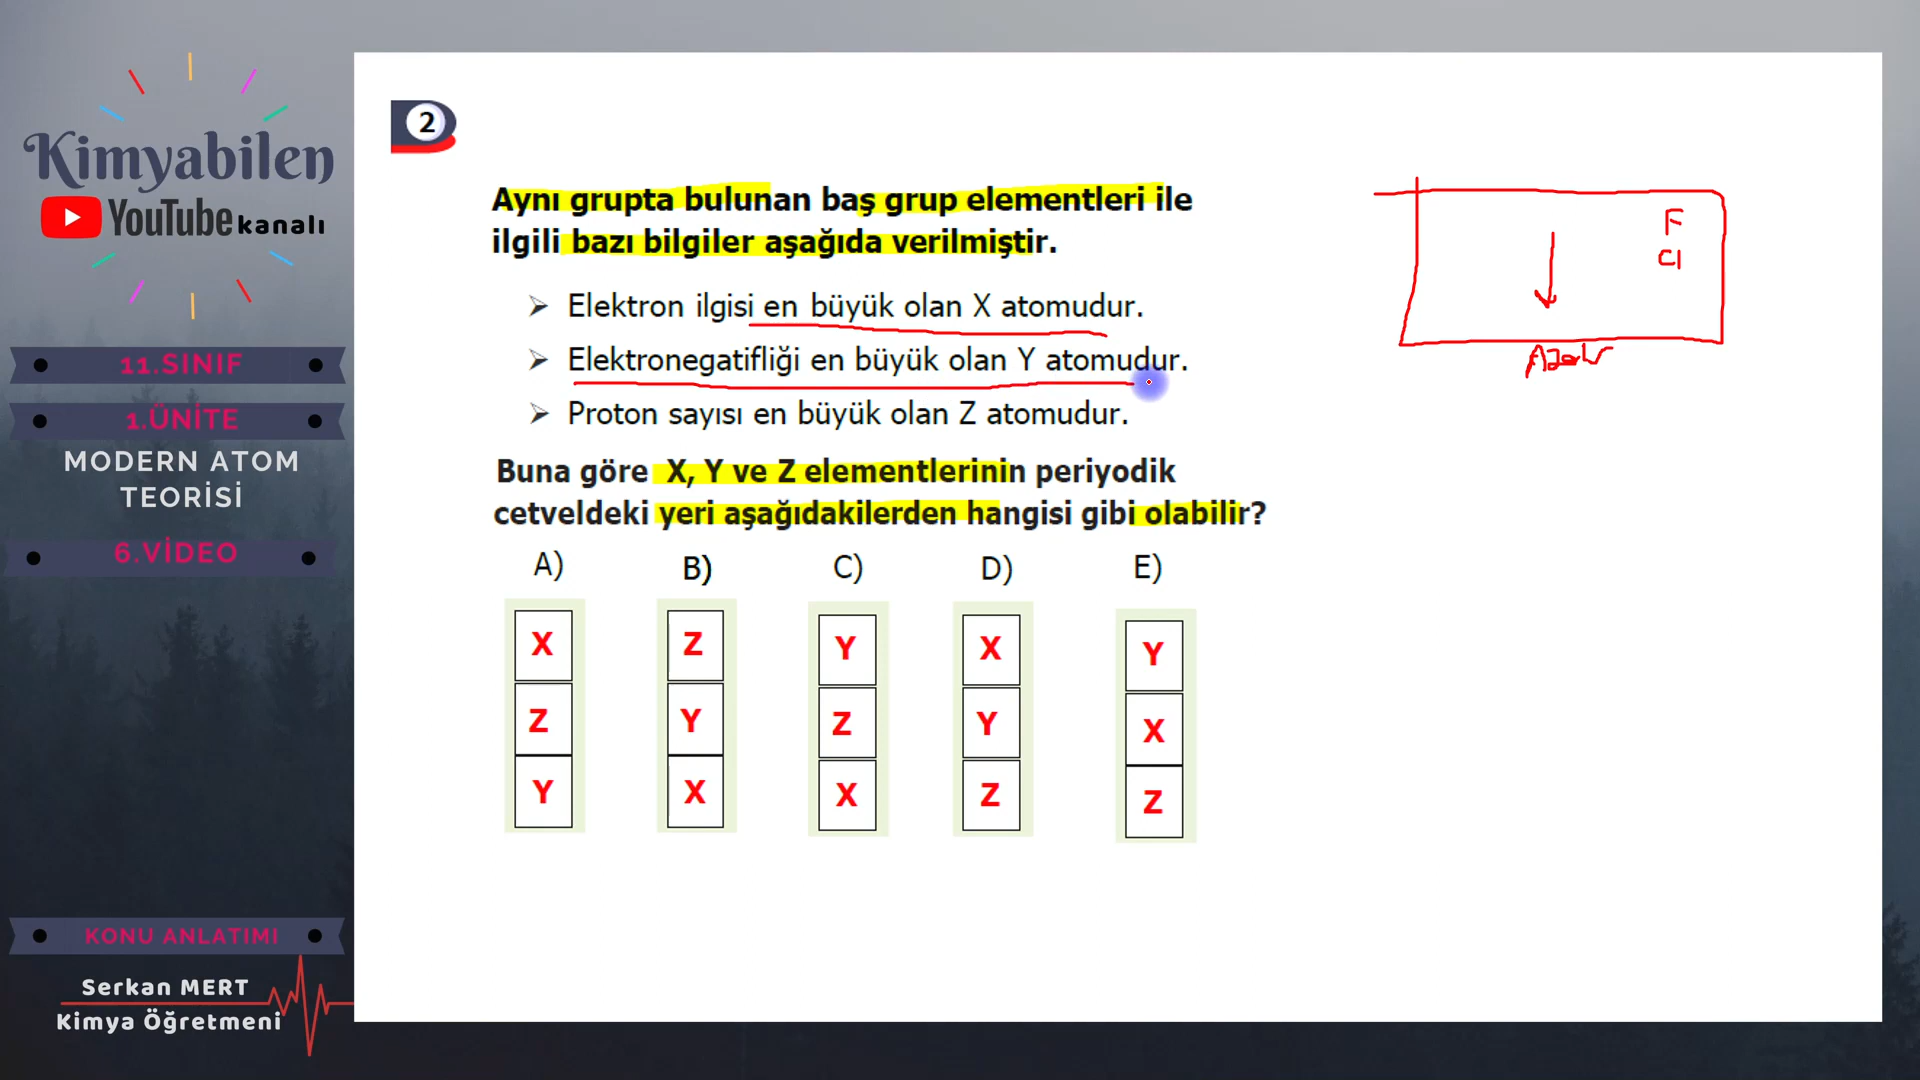 Kimyabilen
YouTube kanalı
11.SINIF
1.ÜNİTE
MODERN ATOM
TEORİSİ
6.VİDEO
KONU ANLATIMI
Serkan MERT
Kimya Öğretmeni
2
Aynı grupta bulunan baş grup elementleri ile
ilgili bazı bilgiler aşağıda verilmiştir.
➢ Elektron ilgisi en büyük olan X atomudur.
➢ Elektronegatifliği en büyük olan Y atomudur.
➢ Proton sayısı en büyük olan Z atomudur.
Buna göre X, Y ve Z elementlerinin periyodik
cetveldeki yeri aşağıdakilerden hangisi gibi olabilir?
A)
X
Z
Y
B)
Z
Y
X
C)
Y
Z
X
D)
X
Y
Z
E)
Y
X
Z
F
Cl
Azalır